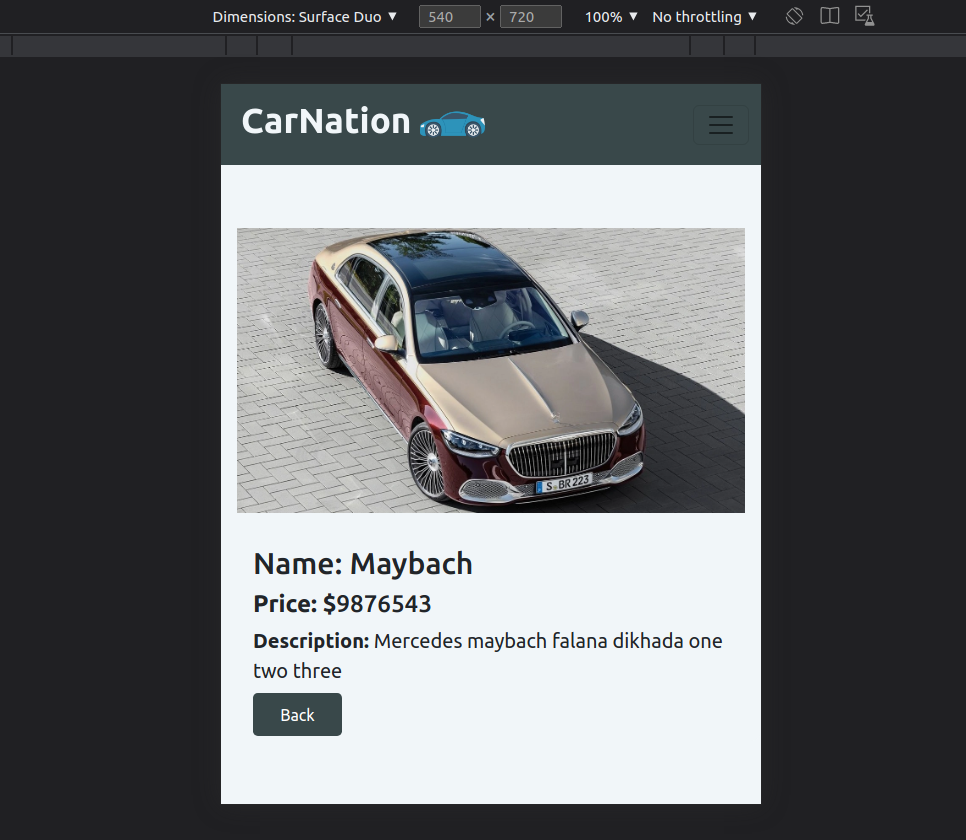 Dimensions: Surface Duo ▼ 540 × 720 100% ▼ No throttling ▼
CarNation
S BR 223
Name: Maybach
Price: $9876543
Description: Mercedes maybach falana dikhada one
two three
Back